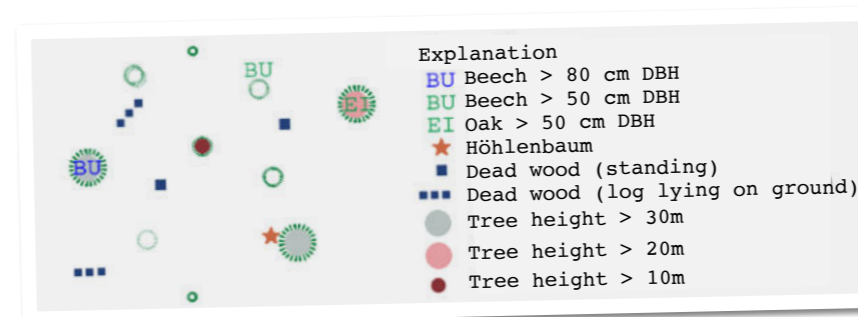 Explanation
BU Beech > 80 cm DBH
BU Beech > 50 cm DBH
EI Oak > 50 cm DBH
Höhlenbaum
Dead wood (standing)
Dead wood (log lying on ground)
Tree height > 30m
Tree height > 20m
Tree height > 10m
BU
EI
BU